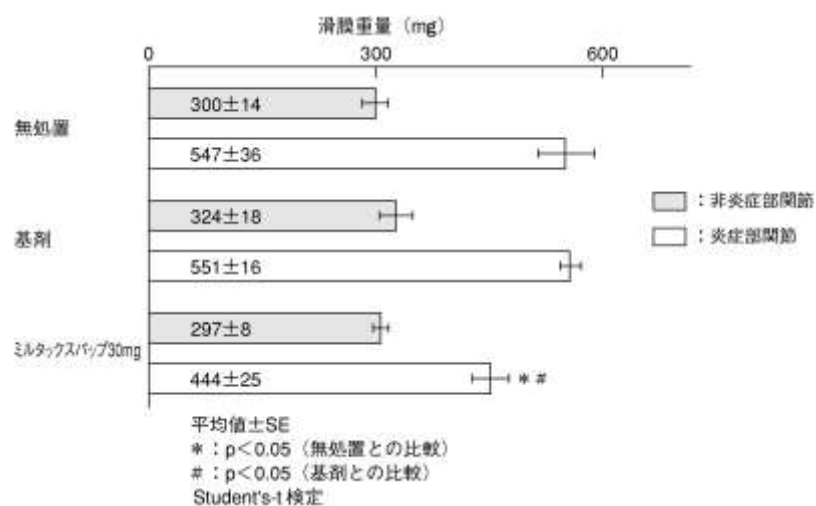 滑膜重量（mg）
0 300 600
無処置
300±14
547±36
基剤
324±18
551±16
ミルタックスパップ30mg
297±8
444±25
＊＃
：非炎症部関節
：炎症部関節
平均値±SE
＊：p＜0.05（無処置との比較）
＃：p＜0.05（基剤との比較）
Student's-t 検定